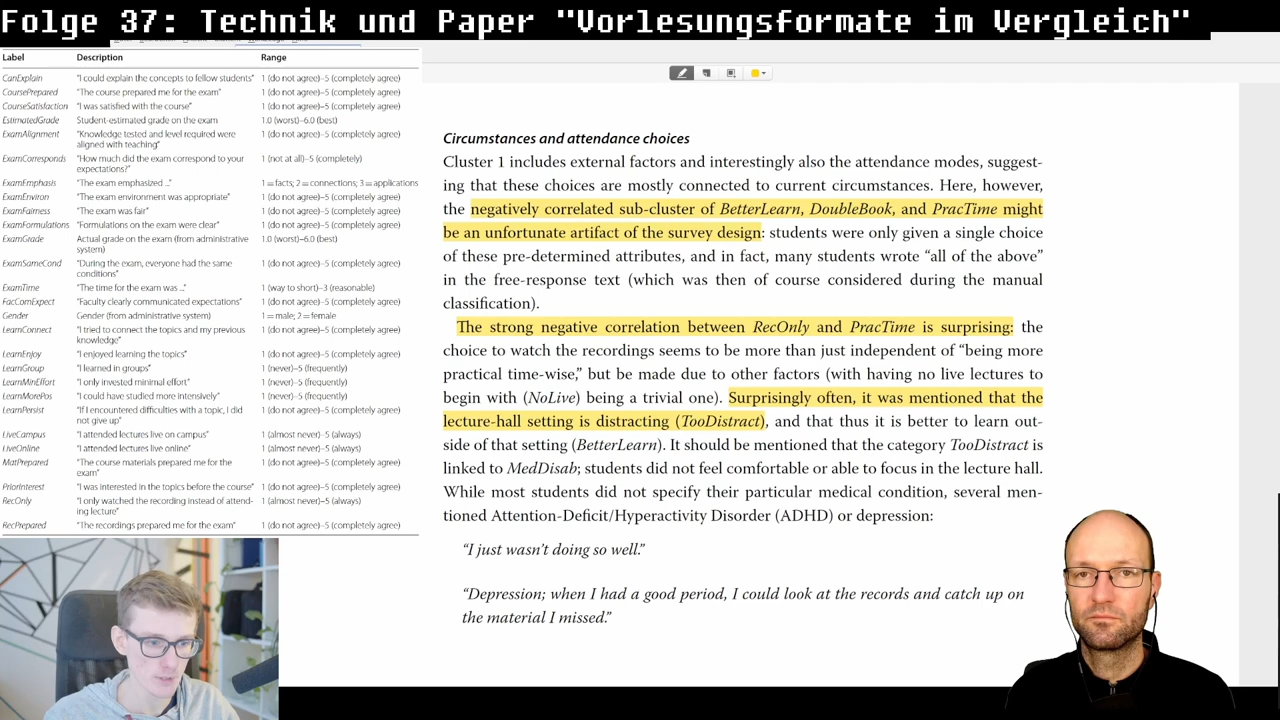 Folge 37: Technik und Paper "Vorlesungsformate im Vergleich"
Label Description Range
CanExplain "I could explain the concepts to fellow students" 1 (do not agree)–5 (completely agree)
CoursePrepared "The course prepared me for the exam" 1 (do not agree)–5 (completely agree)
CourseSatisfaction "I was satisfied with the course" 1 (do not agree)–5 (completely agree)
EstimatedGrade Student-estimated grade on the exam 1.0 (worst)–6.0 (best)
ExamAlignment "Knowledge tested and level required were 1 (do not agree)–5 (completely agree)
aligned with teaching"
ExamCorresponds "How much did the exam correspond to your 1 (not at all)–5 (completely)
expectations?"
ExamEmphasis "The exam emphasized ..." 1 = facts; 2 = connections; 3 = applications
ExamEnviron "The exam environment was appropriate" 1 (do not agree)–5 (completely agree)
ExamFairness "The exam was fair" 1 (do not agree)–5 (completely agree)
ExamFormulations "Formulations on the exam were clear" 1 (do not agree)–5 (completely agree)
ExamGrade Actual grade on the exam (from administrative 1.0 (worst)–6.0 (best)
system)
ExamSameCond "During the exam, everyone had the same 1 (do not agree)–5 (completely agree)
conditions"
ExamTime "The time for the exam was ..." 1 (way to short)–3 (reasonable)
FacComExpect "Faculty clearly communicated expectations" 1 (do not agree)–5 (completely agree)
Gender Gender (from administrative system) 1 = male; 2 = female
LearnConnect "I tried to connect the topics and my previous 1 (do not agree)–5 (completely agree)
knowledge"
LearnEnjoy "I enjoyed learning the topics" 1 (do not agree)–5 (completely agree)
LearnGroup "I learned in groups" 1 (never)–5 (frequently)
LearnMinEffort "I only invested minimal effort" 1 (do not agree)–5 (completely agree)
LearnMorePos "I could have studied more intensively" 1 (never)–5 (frequently)
LearnPersist "If I encountered difficulties with a topic, I did 1 (do not agree)–5 (completely agree)
not give up"
LiveCampus "I attended lectures live on campus" 1 (almost never)–5 (always)
LiveOnline "I attended lectures live online" 1 (almost never)–5 (always)
MatPrepared "The course materials prepared me for the 1 (do not agree)–5 (completely agree)
exam"
PriorInterest "I was interested in the topics before the course" 1 (do not agree)–5 (completely agree)
RecOnly "I only watched the recording instead of attend- 1 (almost never)–5 (always)
ing lecture"
RecPrepared "The recordings prepared me for the exam" 1 (do not agree)–5 (completely agree)
Circumstances and attendance choices
Cluster 1 includes external factors and interestingly also the attendance modes, suggest-
ing that these choices are mostly connected to current circumstances. Here, however,
the negatively correlated sub-cluster of BetterLearn, DoubleBook, and PracTime might
be an unfortunate artifact of the survey design: students were only given a single choice
of these pre-determined attributes, and in fact, many students wrote “all of the above”
in the free-response text (which was then of course considered during the manual
classification).
The strong negative correlation between RecOnly and PracTime is surprising: the
choice to watch the recordings seems to be more than just independent of “being more
practical time-wise,” but be made due to other factors (with having no live lectures to
begin with (NoLive) being a trivial one). Surprisingly often, it was mentioned that the
lecture-hall setting is distracting (TooDistract), and that thus it is better to learn out-
side of that setting (BetterLearn). It should be mentioned that the category TooDistract is
linked to MedDisab; students did not feel comfortable or able to focus in the lecture hall.
While most students did not specify their particular medical condition, several men-
tioned Attention-Deficit/Hyperactivity Disorder (ADHD) or depression:
“I just wasn’t doing so well.”
“Depression; when I had a good period, I could look at the records and catch up on
the material I missed.”